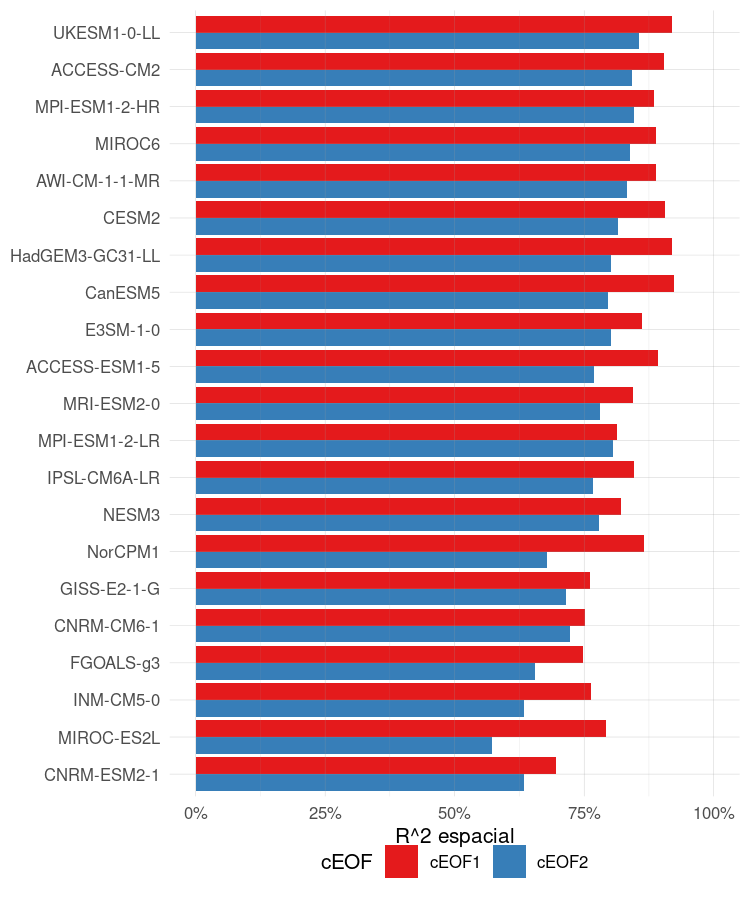 UKESM1-0-LL
ACCESS-CM2
MPI-ESM1-2-HR
MIROC6
AWI-CM-1-1-MR
CESM2
HadGEM3-GC31-LL
CanESM5
E3SM-1-0
ACCESS-ESM1-5
MRI-ESM2-0
MPI-ESM1-2-LR
IPSL-CM6A-LR
NESM3
NorCPM1
GISS-E2-1-G
CNRM-CM6-1
FGOALS-g3
INM-CM5-0
MIROC-ES2L
CNRM-ESM2-1
0% 25% 50% 75% 100%
R^2 espacial
cEOF cEOF1 cEOF2